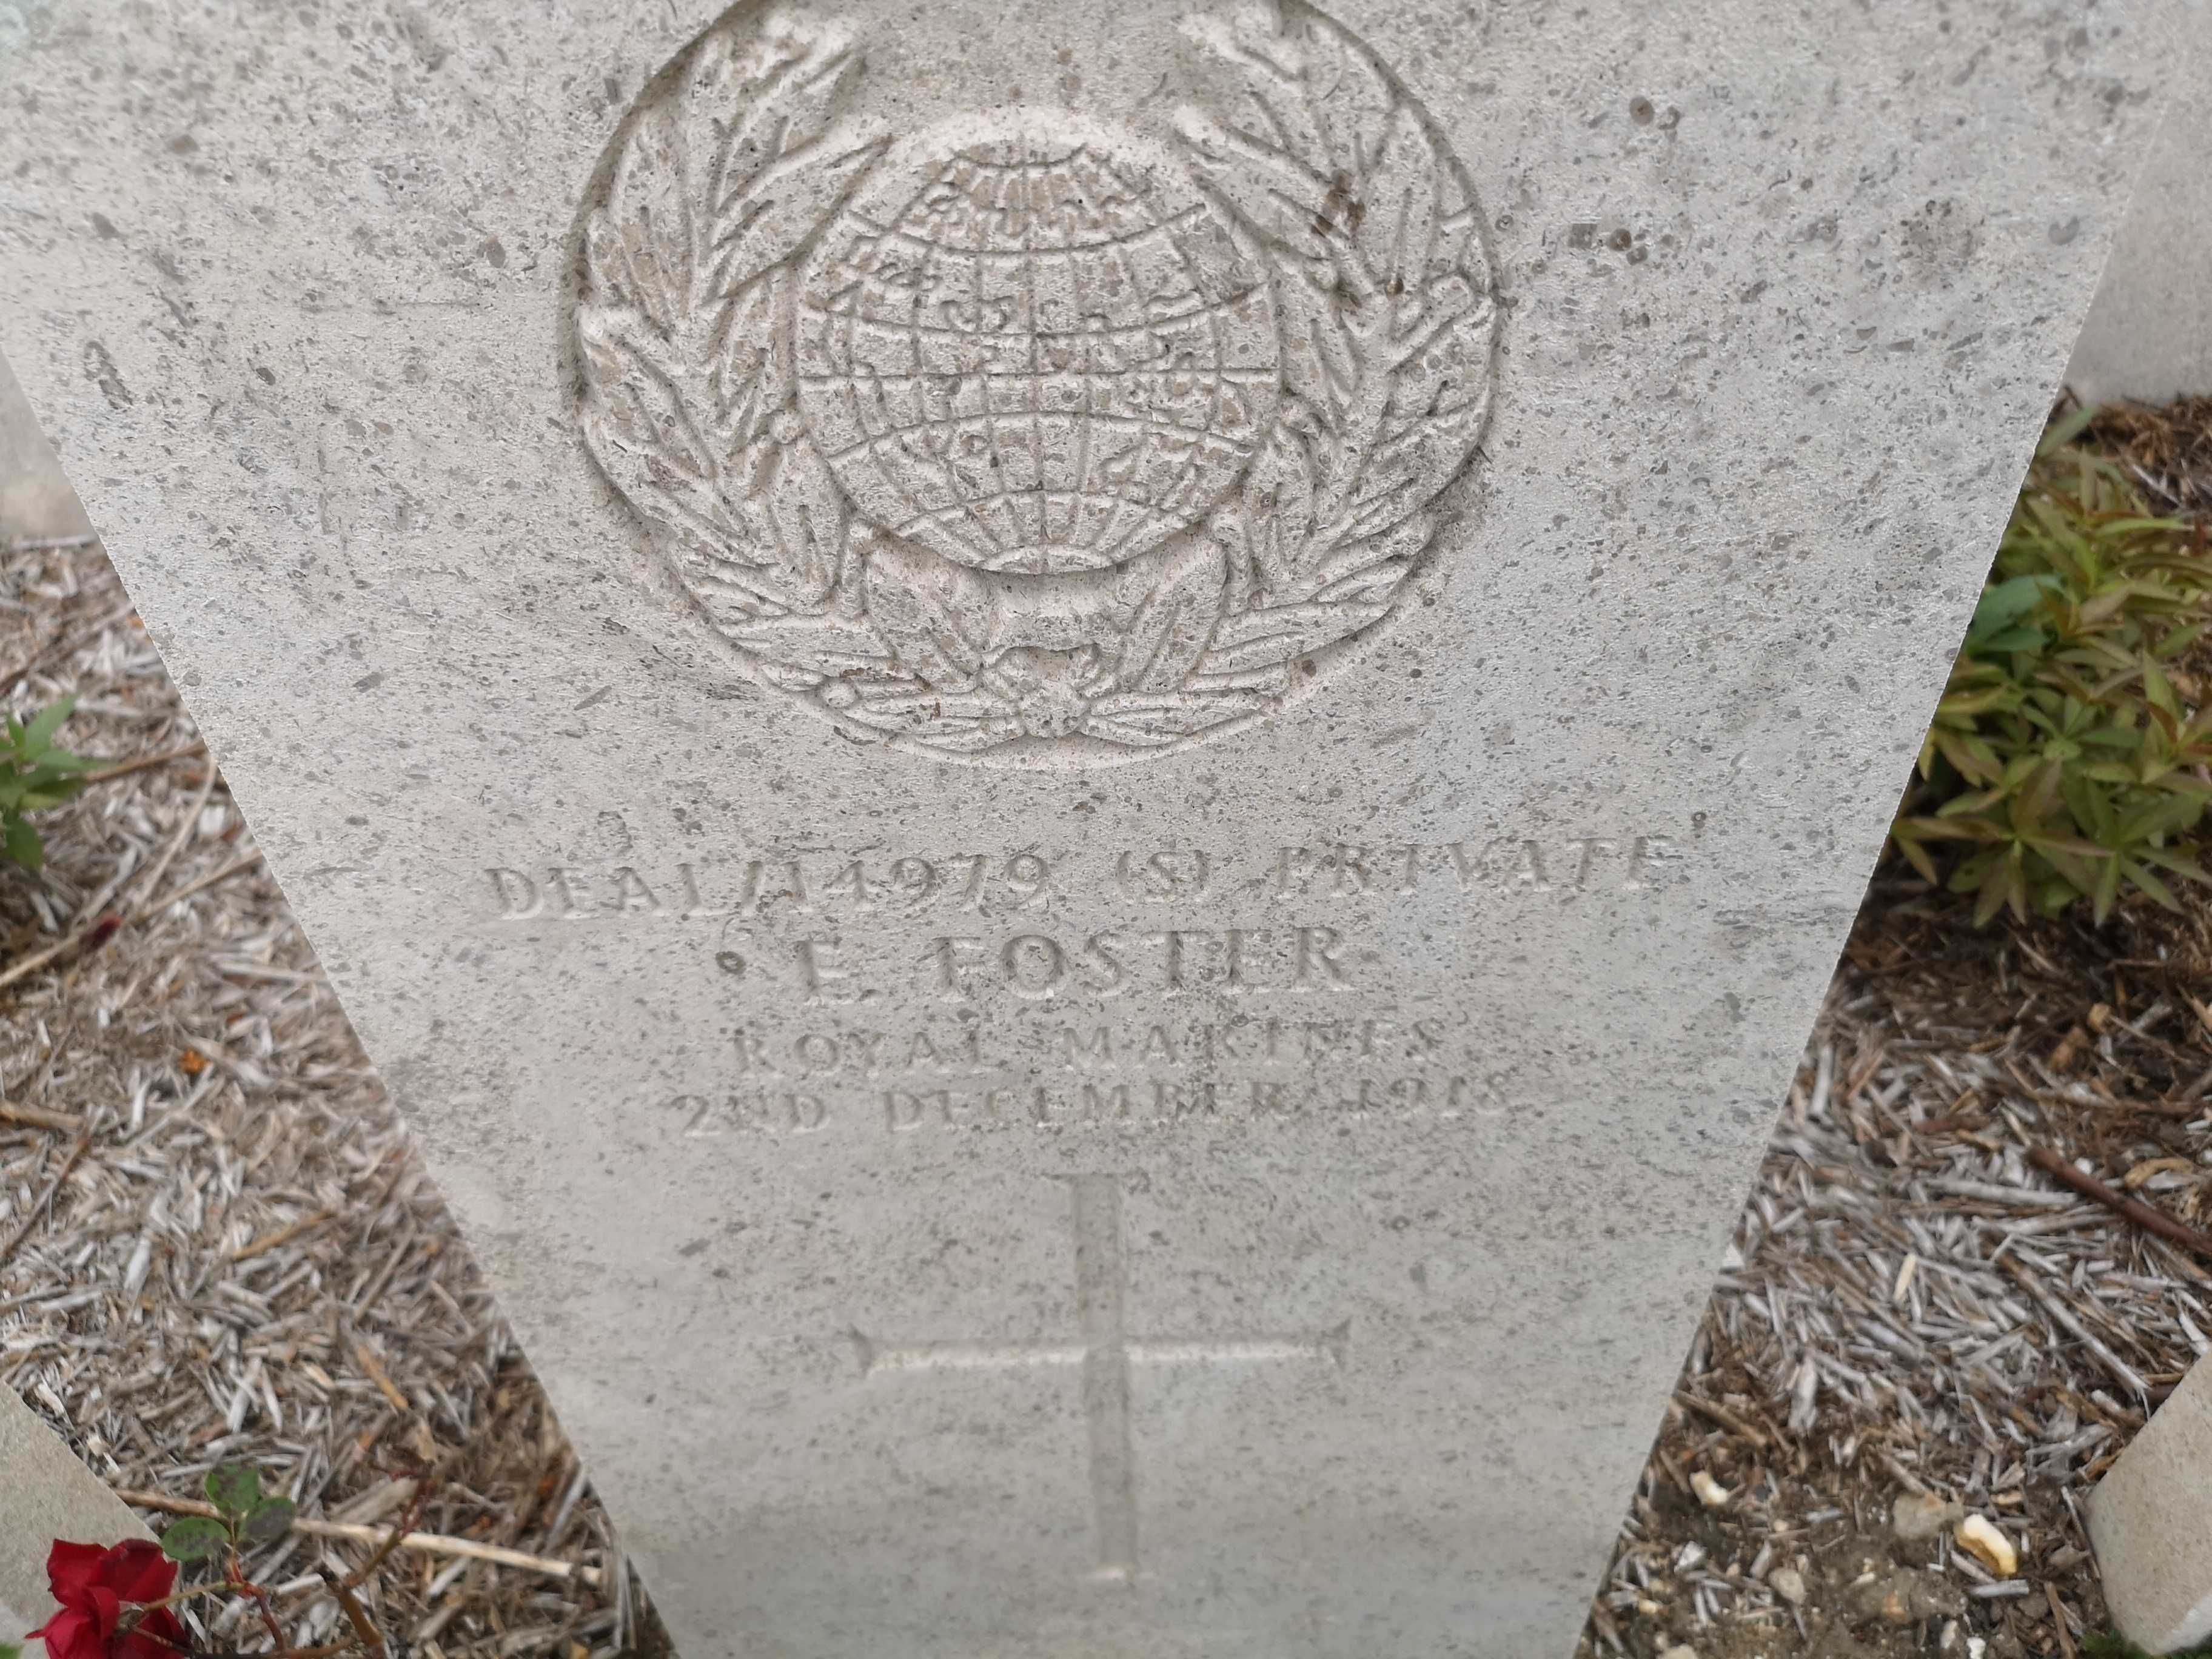 DEAL/14979 (S) PRIVATE
E. FOSTER
ROYAL MARINES
2ND DECEMBER 1918